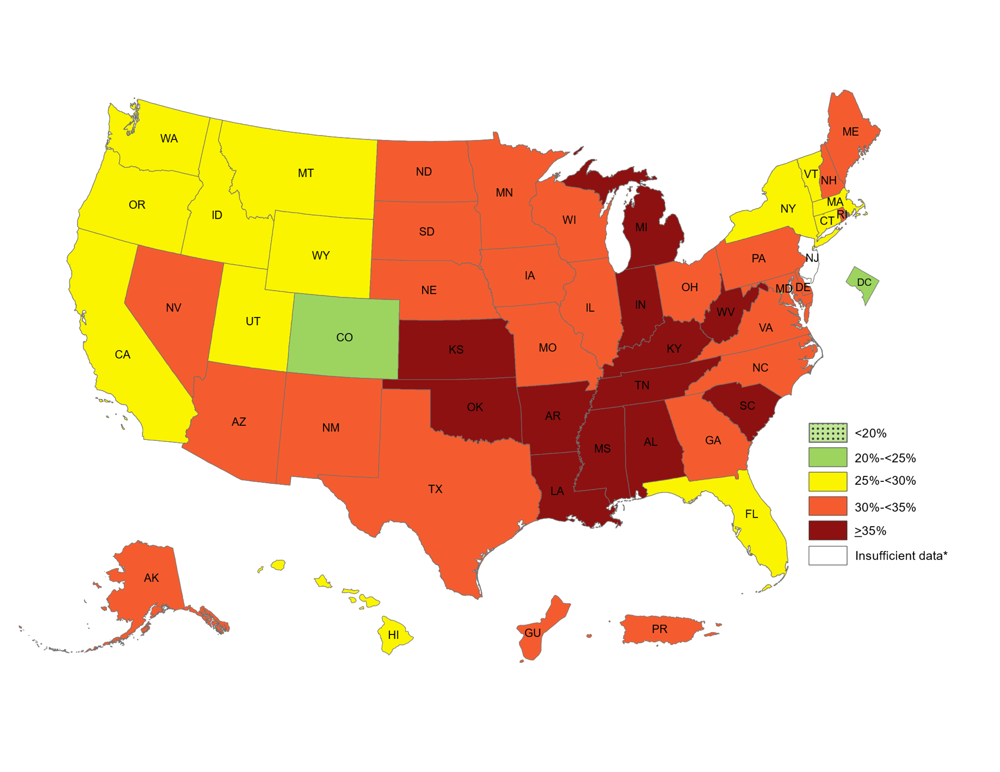 WA
MT
ND
MN
ME
OR
ID
SD
WI
MI
NY
VT
NH
MA
RI
CT
WY
NE
IA
PA
NJ
NV
UT
CO
IL
IN
OH
MD
DE
DC
CA
KS
MO
KY
WV
VA
AZ
NM
OK
AR
TN
NC
SC
TX
LA
MS
AL
GA
FL
AK
HI
GU
PR
<20%
20%-<25%
25%-<30%
30%-<35%
≥35%
Insufficient data*